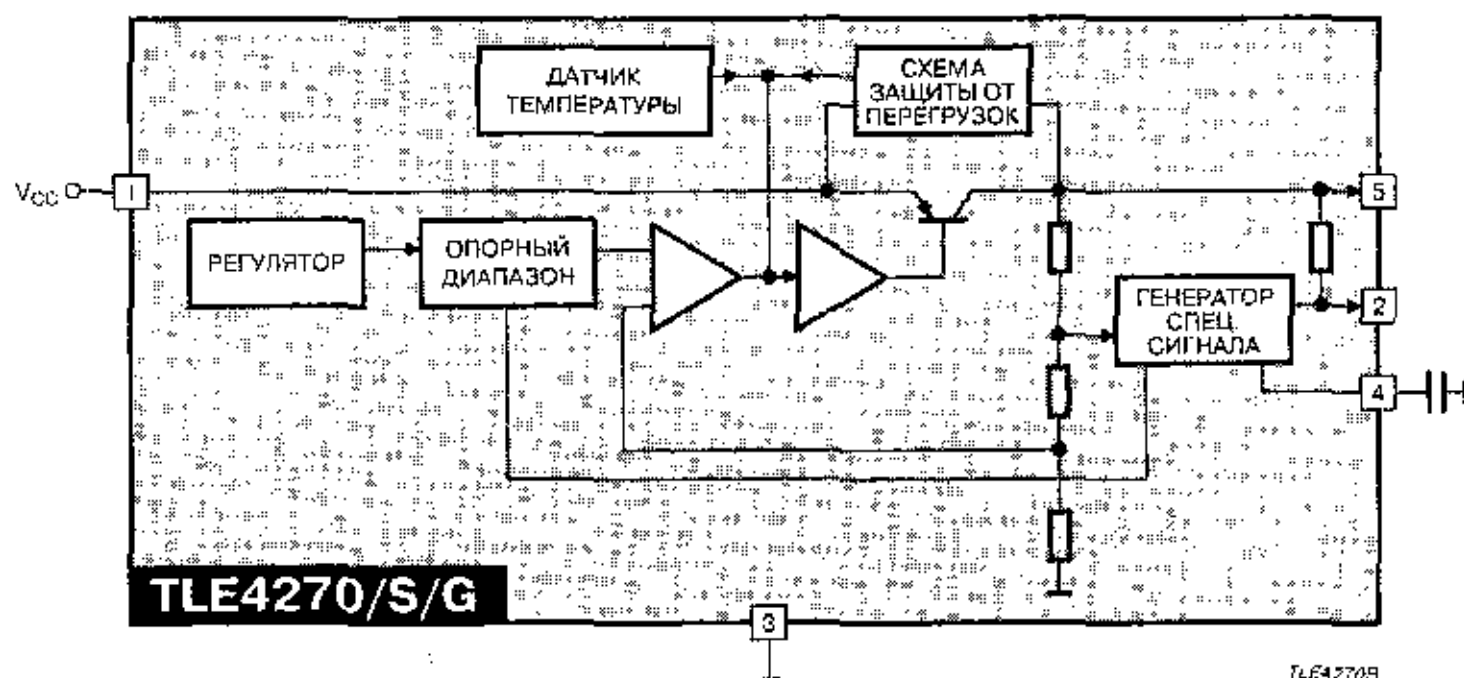 ДАТЧИК
ТЕМПЕРАТУРЫ
СХЕМА
ЗАЩИТЫ ОТ
ПЕРЕГРУЗОК
VCC
1
5
РЕГУЛЯТОР
ОПОРНЫЙ
ДИАПАЗОН
ГЕНЕРАТОР
СПЕЦ.
СИГНАЛА
2
4
TLE4270/S/G
3
TLE4270B